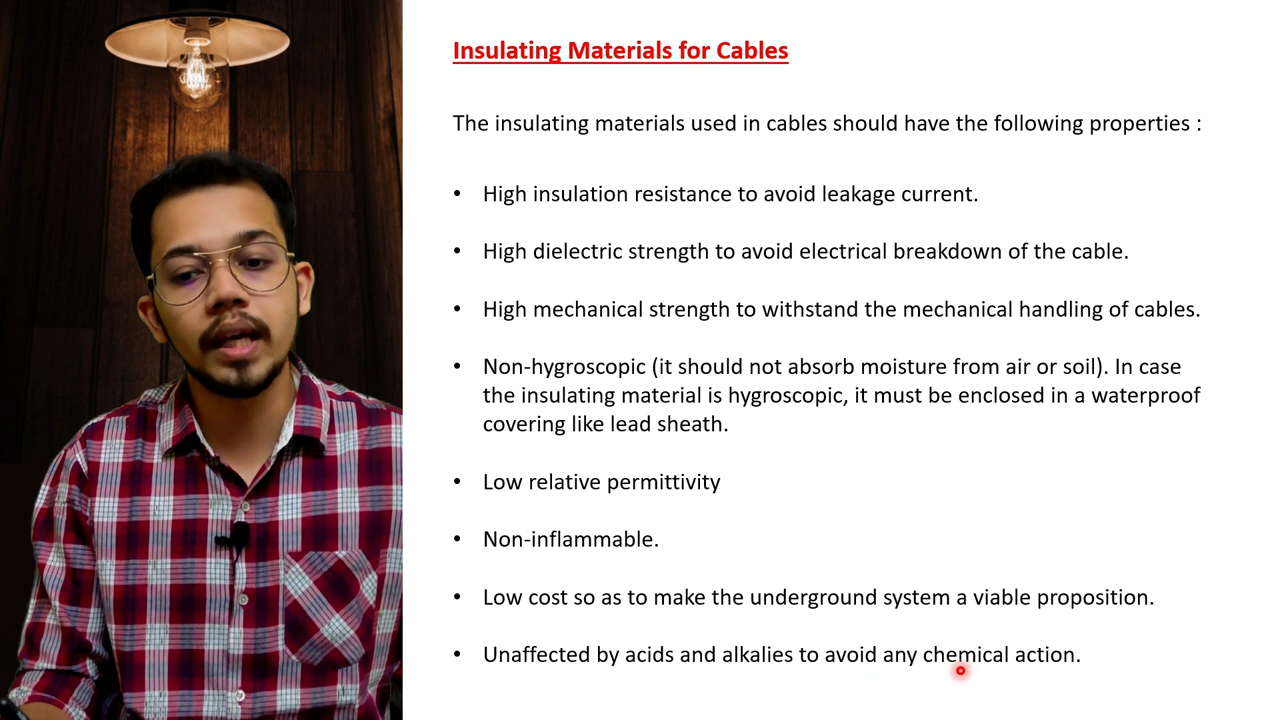 Insulating Materials for Cables
The insulating materials used in cables should have the following properties :
• High insulation resistance to avoid leakage current.
• High dielectric strength to avoid electrical breakdown of the cable.
• High mechanical strength to withstand the mechanical handling of cables.
• Non-hygroscopic (it should not absorb moisture from air or soil). In case
the insulating material is hygroscopic, it must be enclosed in a waterproof
covering like lead sheath.
• Low relative permittivity
• Non-inflammable.
• Low cost so as to make the underground system a viable proposition.
• Unaffected by acids and alkalies to avoid any chemical action.